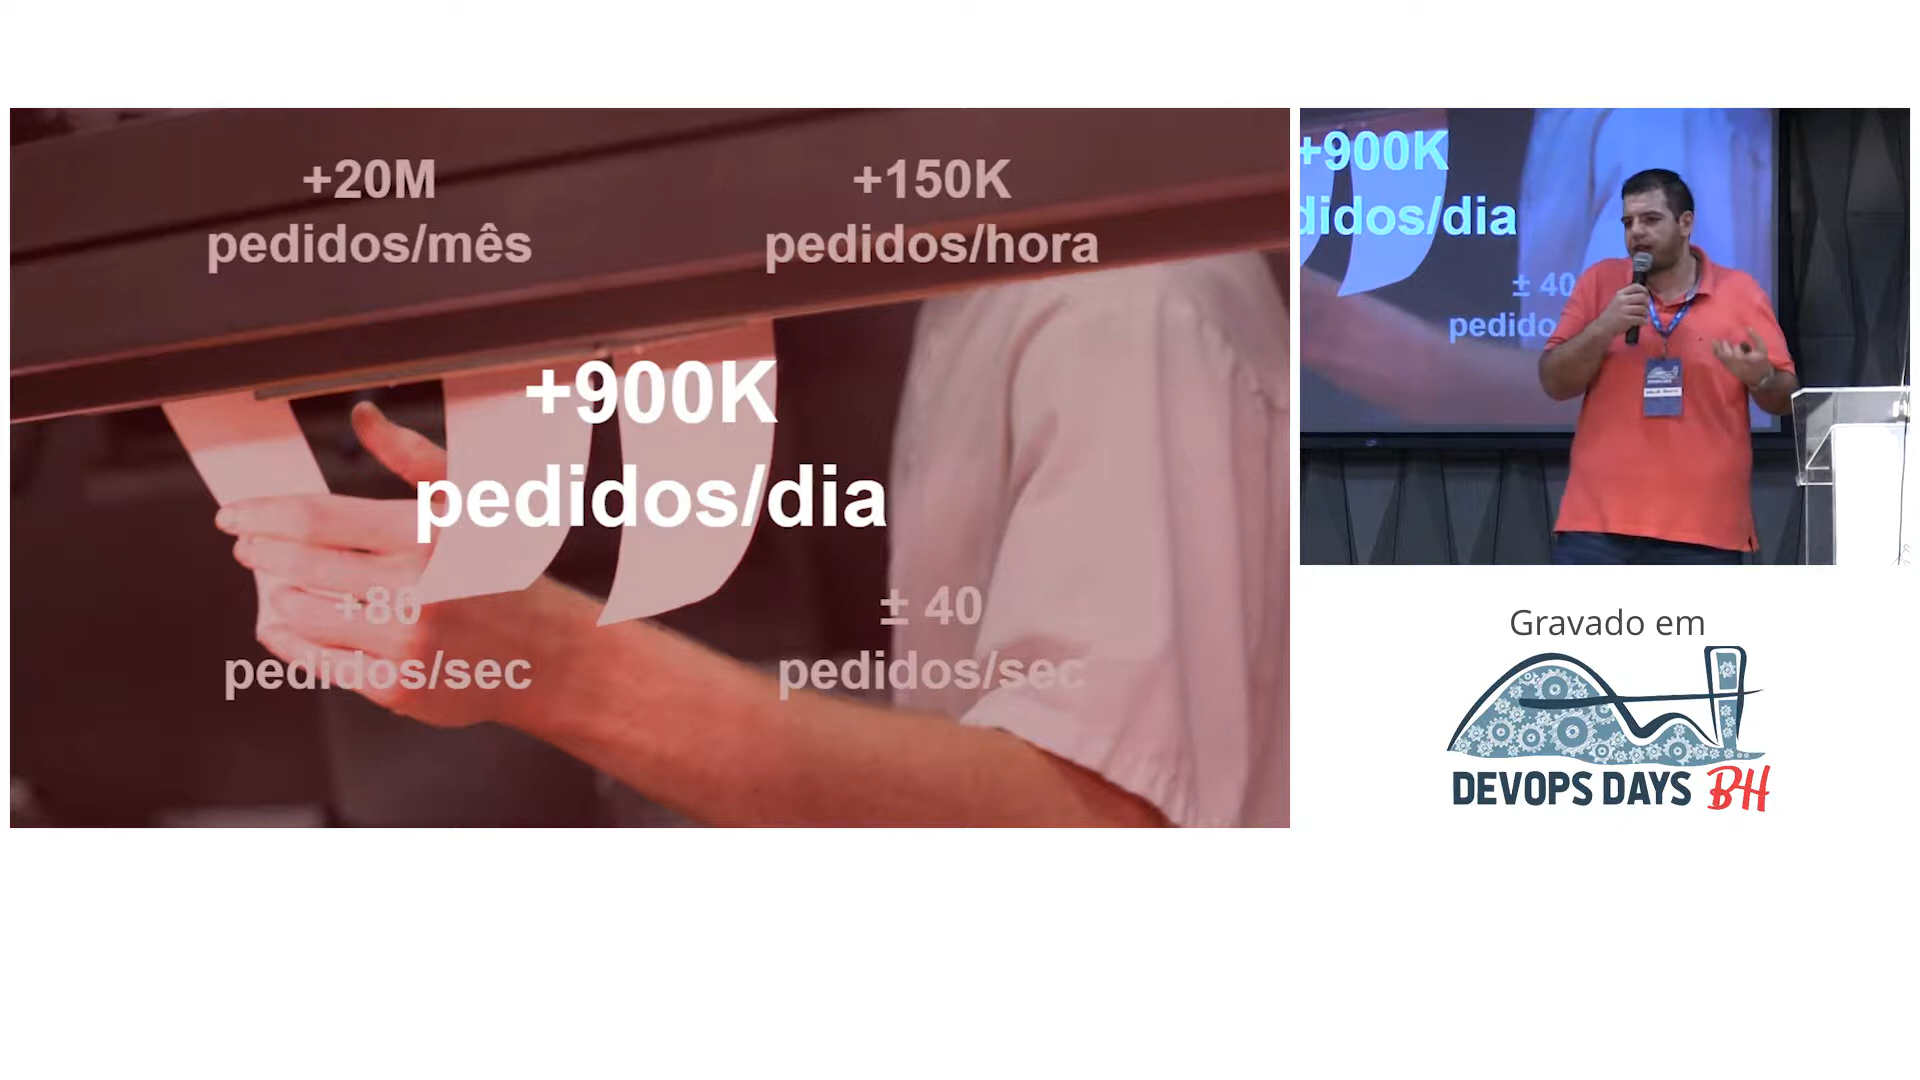 +20M
pedidos/mês
+150K
pedidos/hora
+900K
pedidos/dia
+80
pedidos/sec
± 40
pedidos/sec
+900K
didos/dia
± 40
pedido
Gravado em
DEVOPS DAYS BH